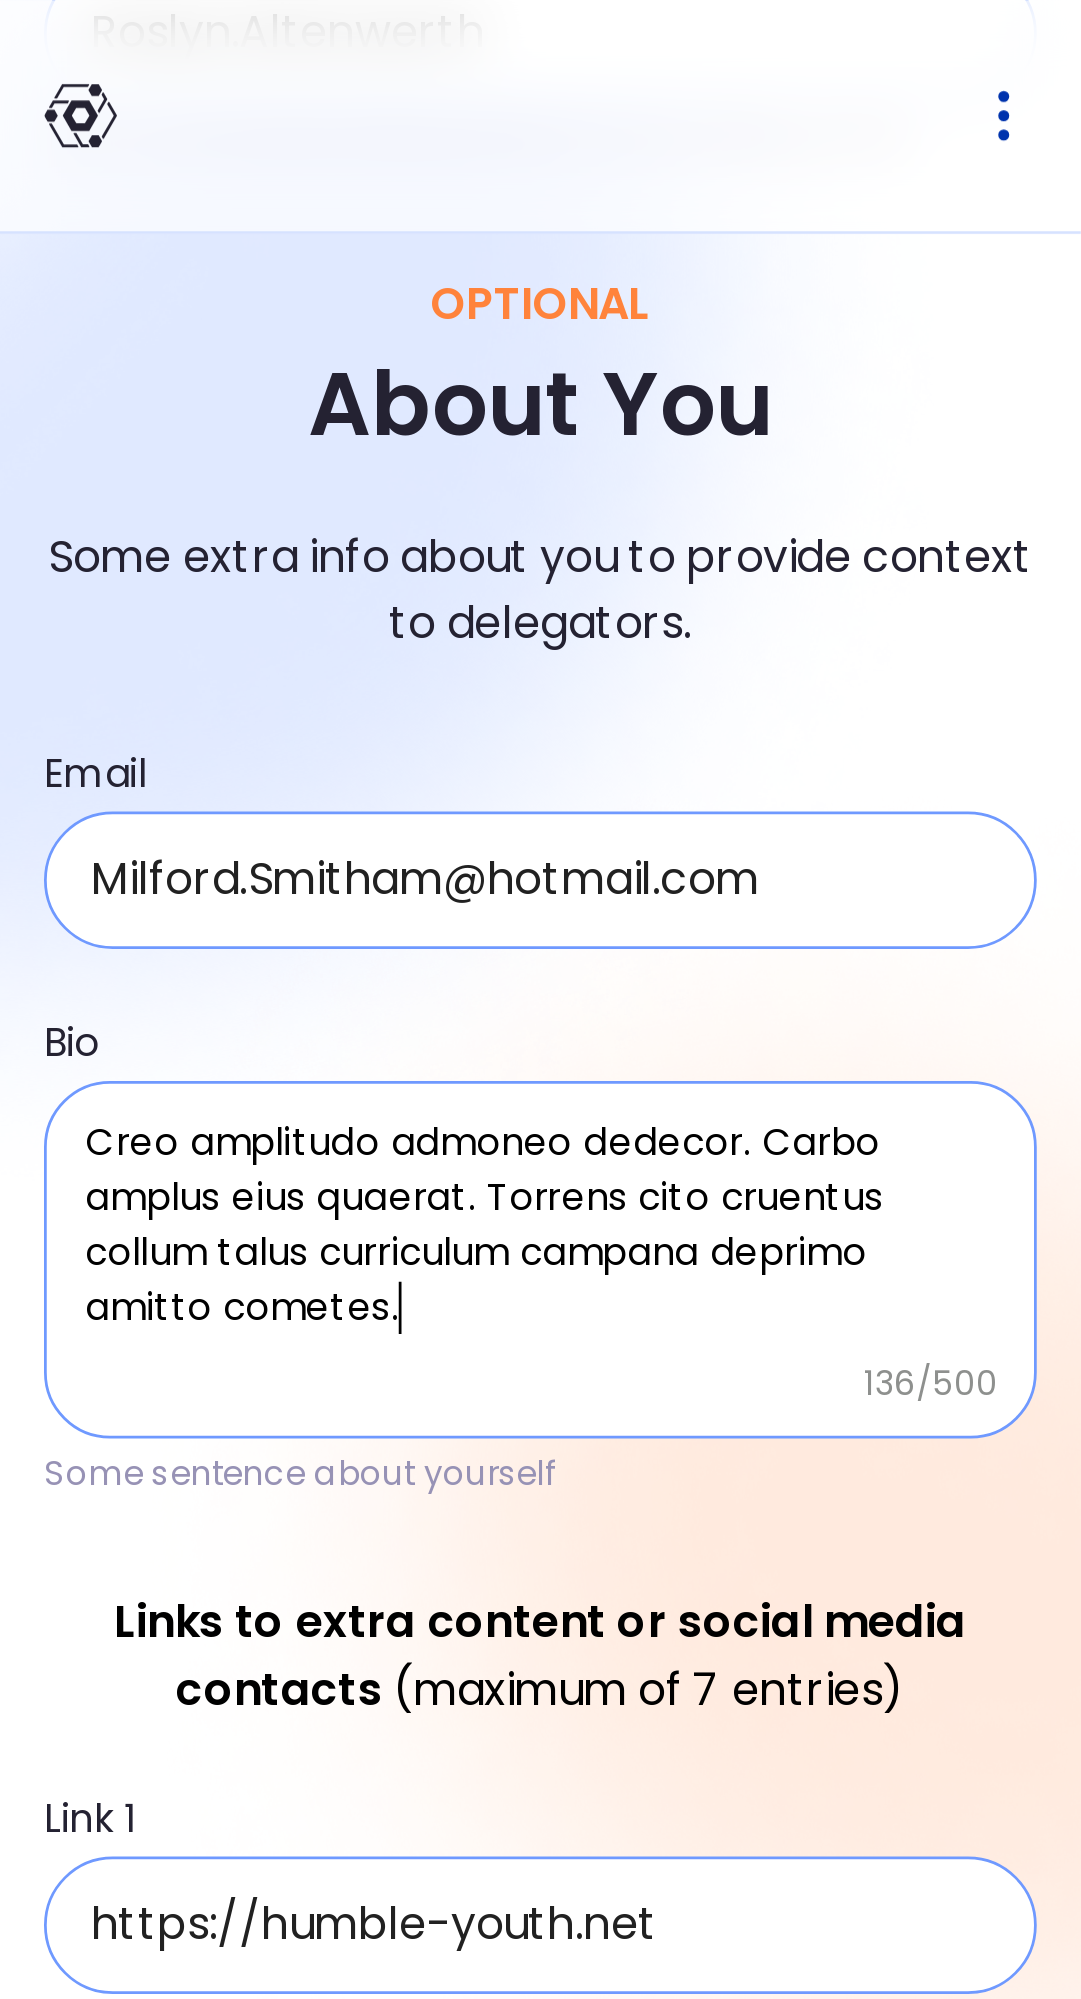 Roslyn.Altenwerth
OPTIONAL
About You
Some extra info about you to provide context
to delegators.
Email
Milford.Smitham@hotmail.com
Bio
Creo amplitudo admoneo dedecor. Carbo
amplus eius quaerat. Torrens cito cruentus
collum talus curriculum campana deprimo
amitto cometes.
136/500
Some sentence about yourself
Links to extra content or social media
contacts (maximum of 7 entries)
Link 1
https://humble-youth.net